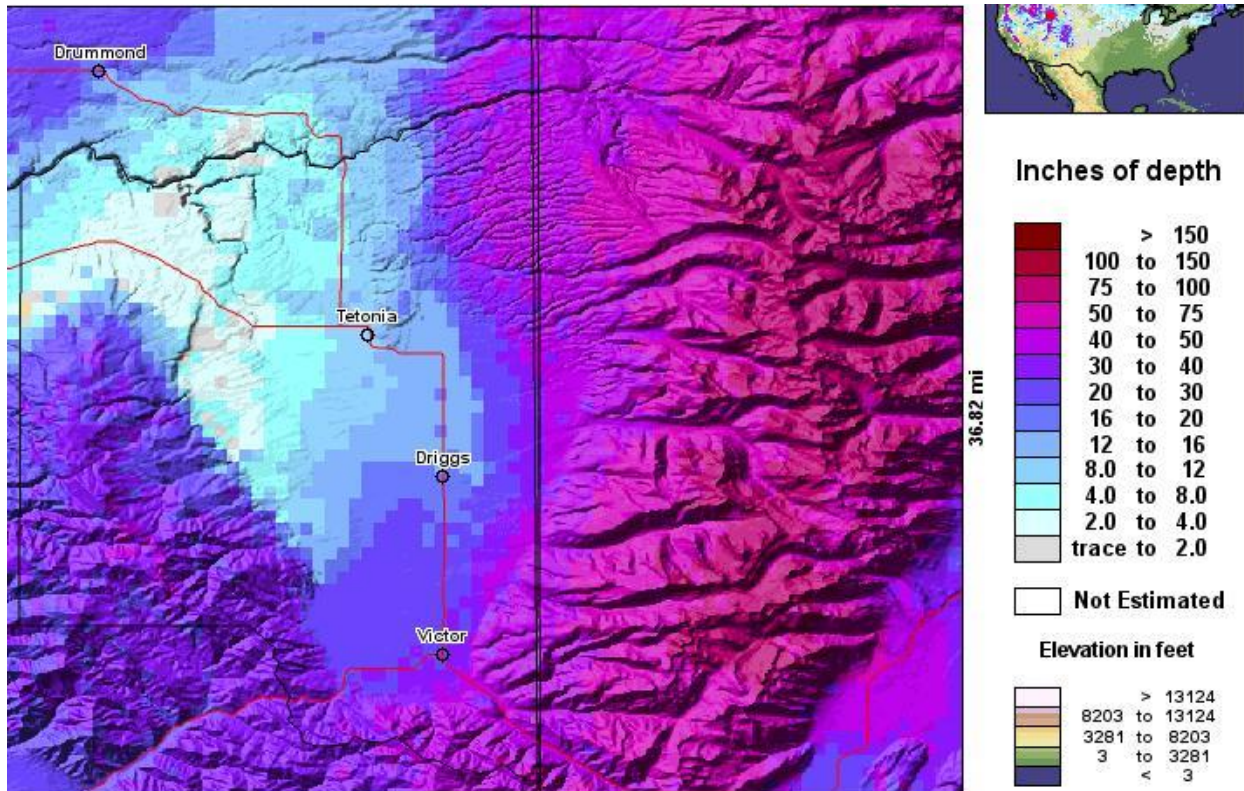 Drummond
Tetonia
Driggs
Victor
36.82 mi
Inches of depth
> 150
100 to 150
75 to 100
50 to 75
40 to 50
30 to 40
20 to 30
16 to 20
12 to 16
8.0 to 12
4.0 to 8.0
2.0 to 4.0
trace to 2.0
Not Estimated
Elevation in feet
> 13124
8203 to 13124
3281 to 8203
3 to 3281
< 3